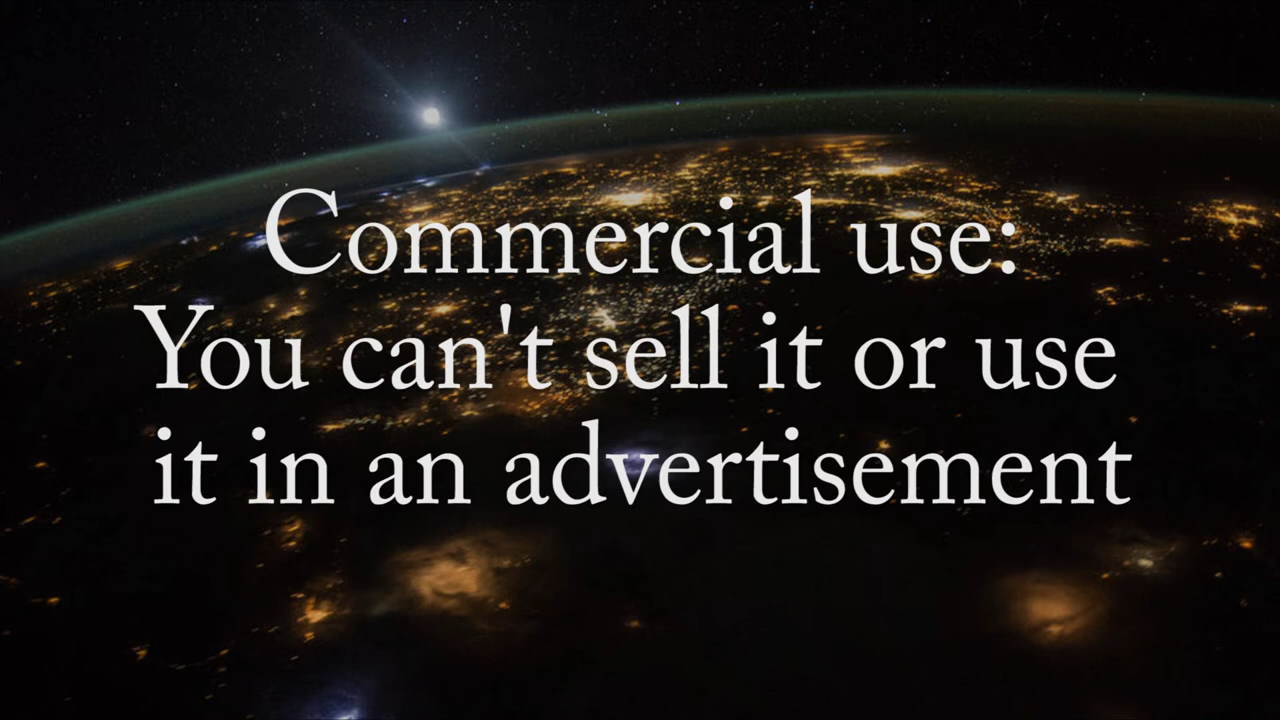 Commercial use:
You can't sell it or use
it in an advertisement